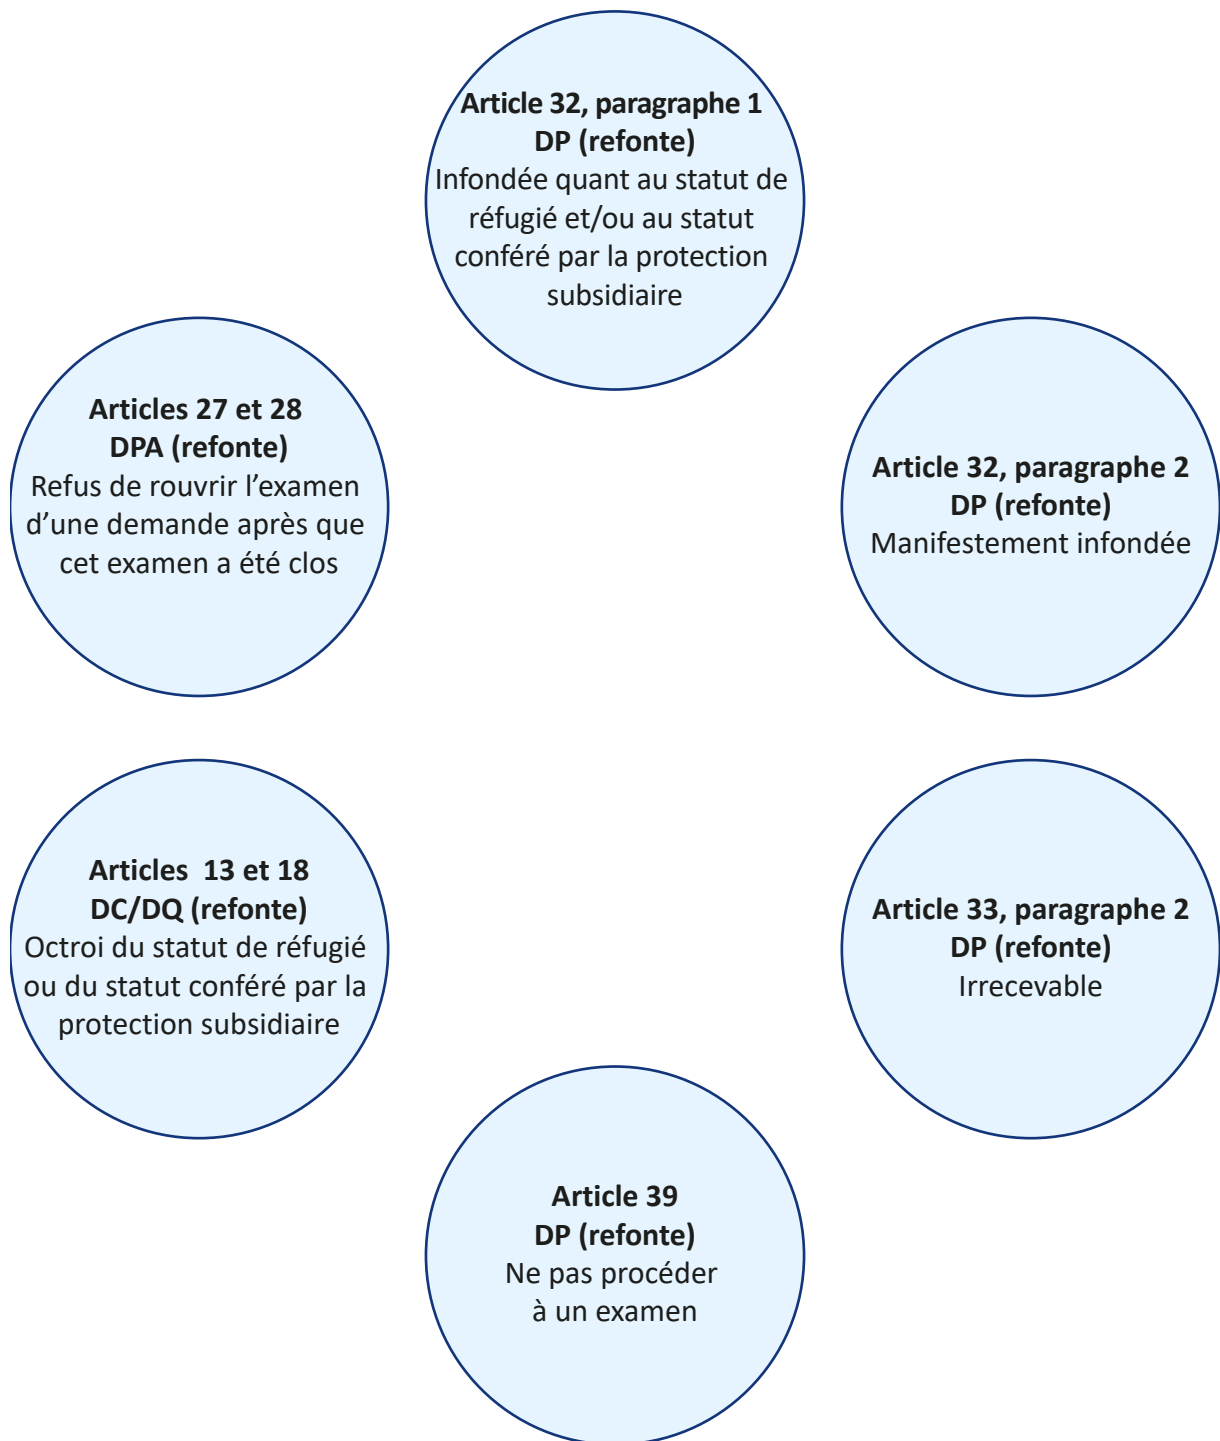 Article 32, paragraphe 1
DP (refonte)
Infondée quant au statut de
réfugié et/ou au statut
conféré par la protection
subsidiaire
Articles 27 et 28
DPA (refonte)
Refus de rouvrir l’examen
d’une demande après que
cet examen a été clos
Article 32, paragraphe 2
DP (refonte)
Manifestement infondée
Articles 13 et 18
DC/DQ (refonte)
Octroi du statut de réfugié
ou du statut conféré par la
protection subsidiaire
Article 33, paragraphe 2
DP (refonte)
Irrecevable
Article 39
DP (refonte)
Ne pas procéder
à un examen